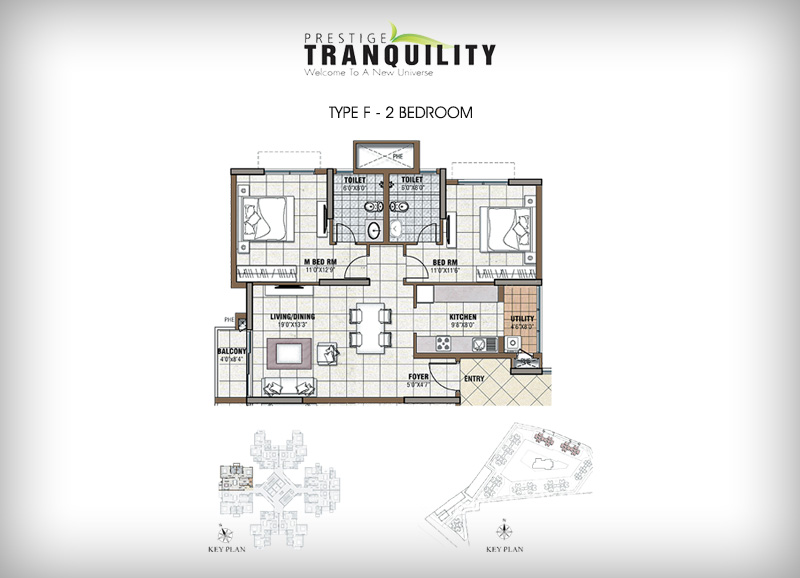 PRESTIGE
TRANQUILITY
Welcome To A New Universe
TYPE F - 2 BEDROOM
PHE
TOILET
6'0"X8'0"
TOILET
5'0"X8'0"
M BED RM
11'0"X12'9"
BED RM
11'0"X11'6"
PHE
LIVING/DINING
19'0"X13'3"
KITCHEN
9'8"X8'0"
UTILITY
4'6"X8'0"
BALCONY
4'0"X8'4"
PHE
FOYER
5'0"X4'7"
ENTRY
KEY PLAN
KEY PLAN